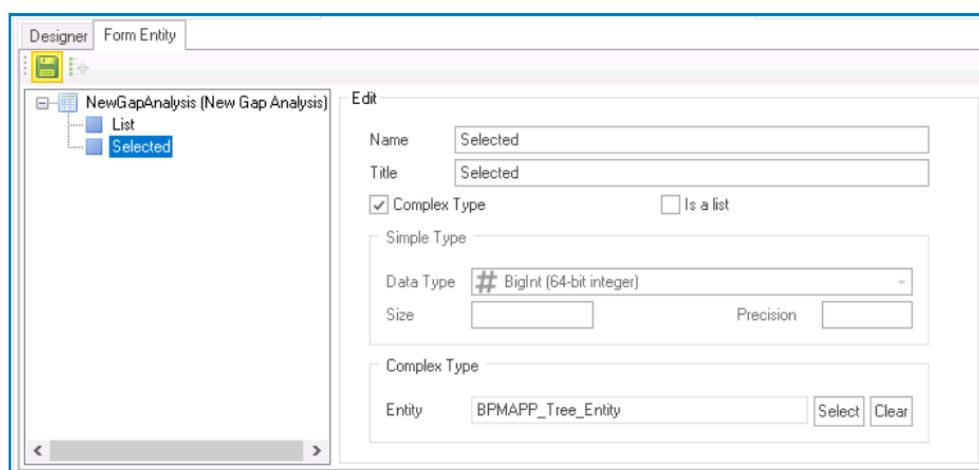 Designer Form Entity
NewGapAnalysis (New Gap Analysis)
List
Selected
Edit
Name Selected
Title Selected
Complex Type Is a list
Simple Type
Data Type # BigInt (64-bit integer)
Size Precision
Complex Type
Entity BPMAPP_Tree_Entity Select Clear